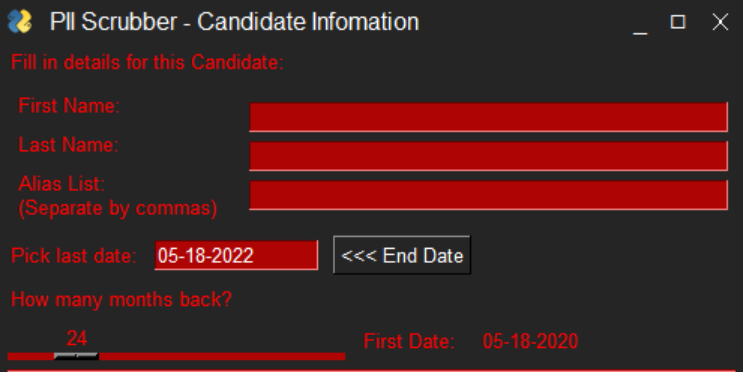 PII Scrubber - Candidate Infomation
Fill in details for this Candidate:
First Name:
Last Name:
Alias List:
(Separate by commas)
Pick last date: 05-18-2022 <<< End Date
How many months back?
24
First Date: 05-18-2020